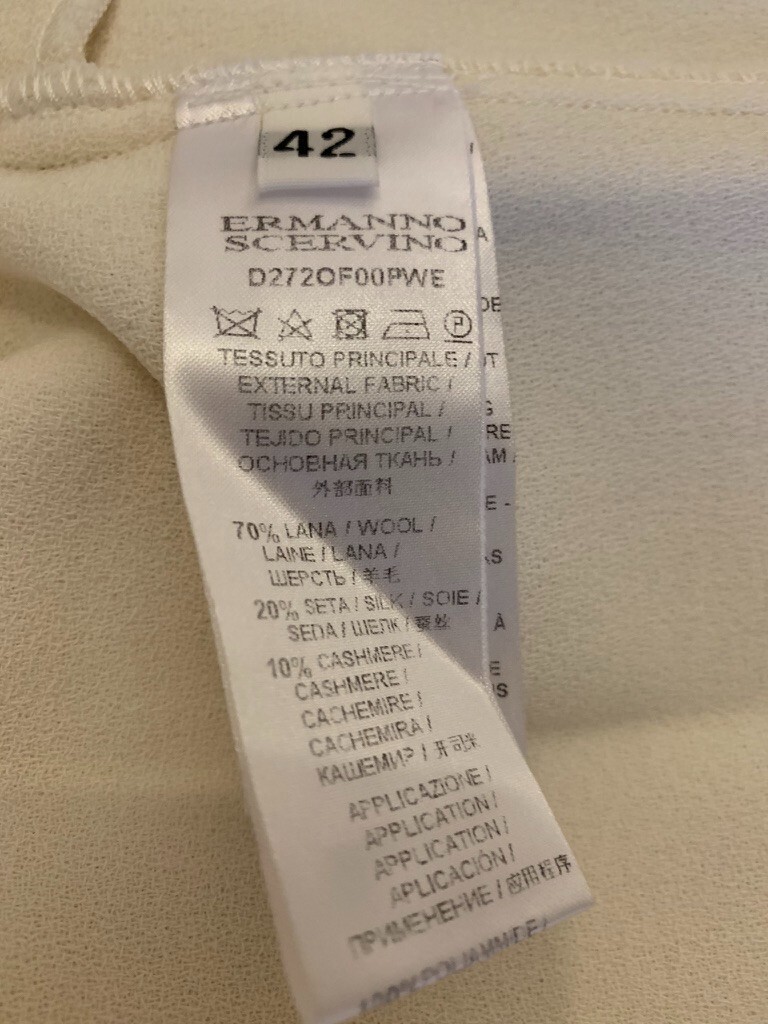 42
ERMANNO
SCERVINO
D272OF00PWE
P
TESSUTO PRINCIPALE /
EXTERNAL FABRIC /
TISSU PRINCIPAL /
TEJIDO PRINCIPAL /
ОСНОВНАЯ ТКАНЬ /
外部面料
70% LANA / WOOL /
LAINE / LANA /
ШЕРСТЬ / 羊毛
20% SETA / SILK / SOIE /
SEDA / ШЕЛК / 蚕丝
10% CASHMERE /
CASHMERE /
CACHEMIRE /
CACHEMIRA /
КАШЕМИР / 开司米
APPLICAZIONE /
APPLICATION /
APPLICATION /
APLICACIÓN /
ПРИМЕНЕНИЕ / 应用程序
100% POLIAMMIDE /